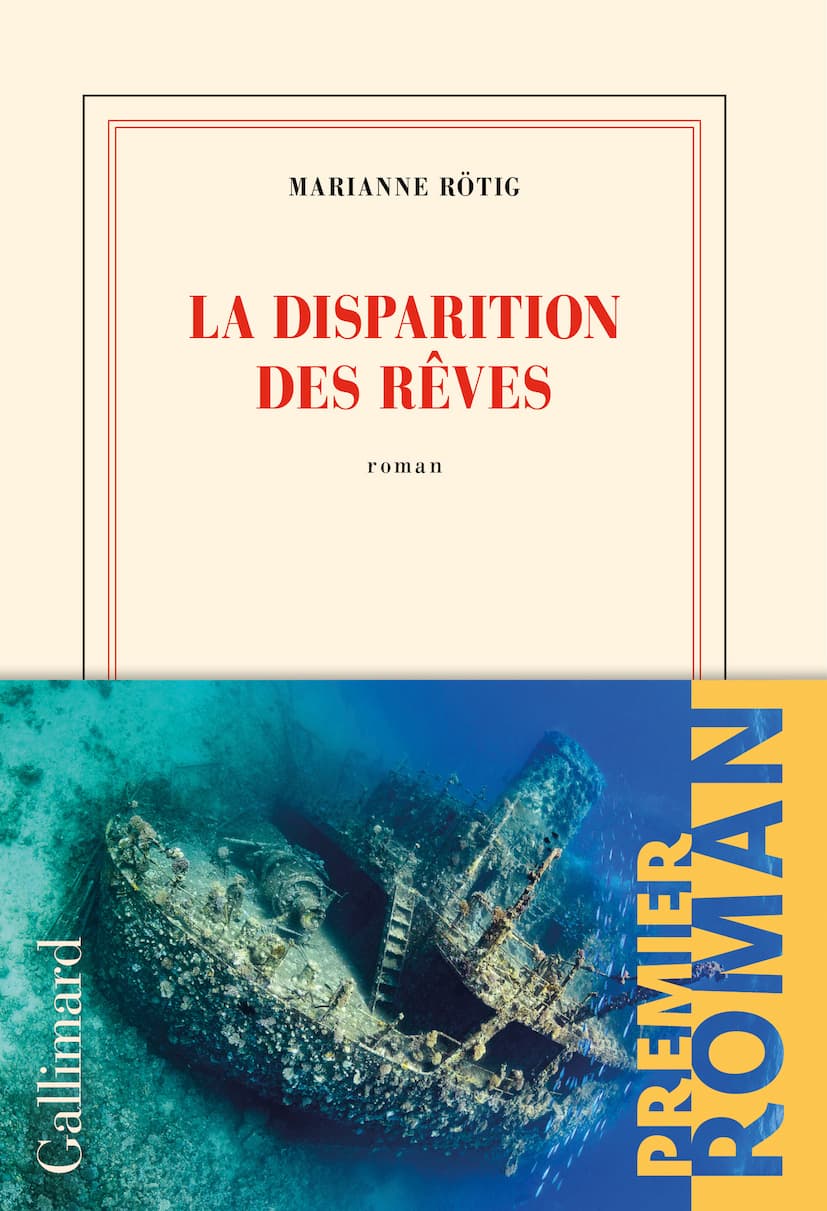 MARIANNE RÖTIG
LA DISPARITION
DES RÊVES
roman
Gallimard
PREMIER
ROMAN